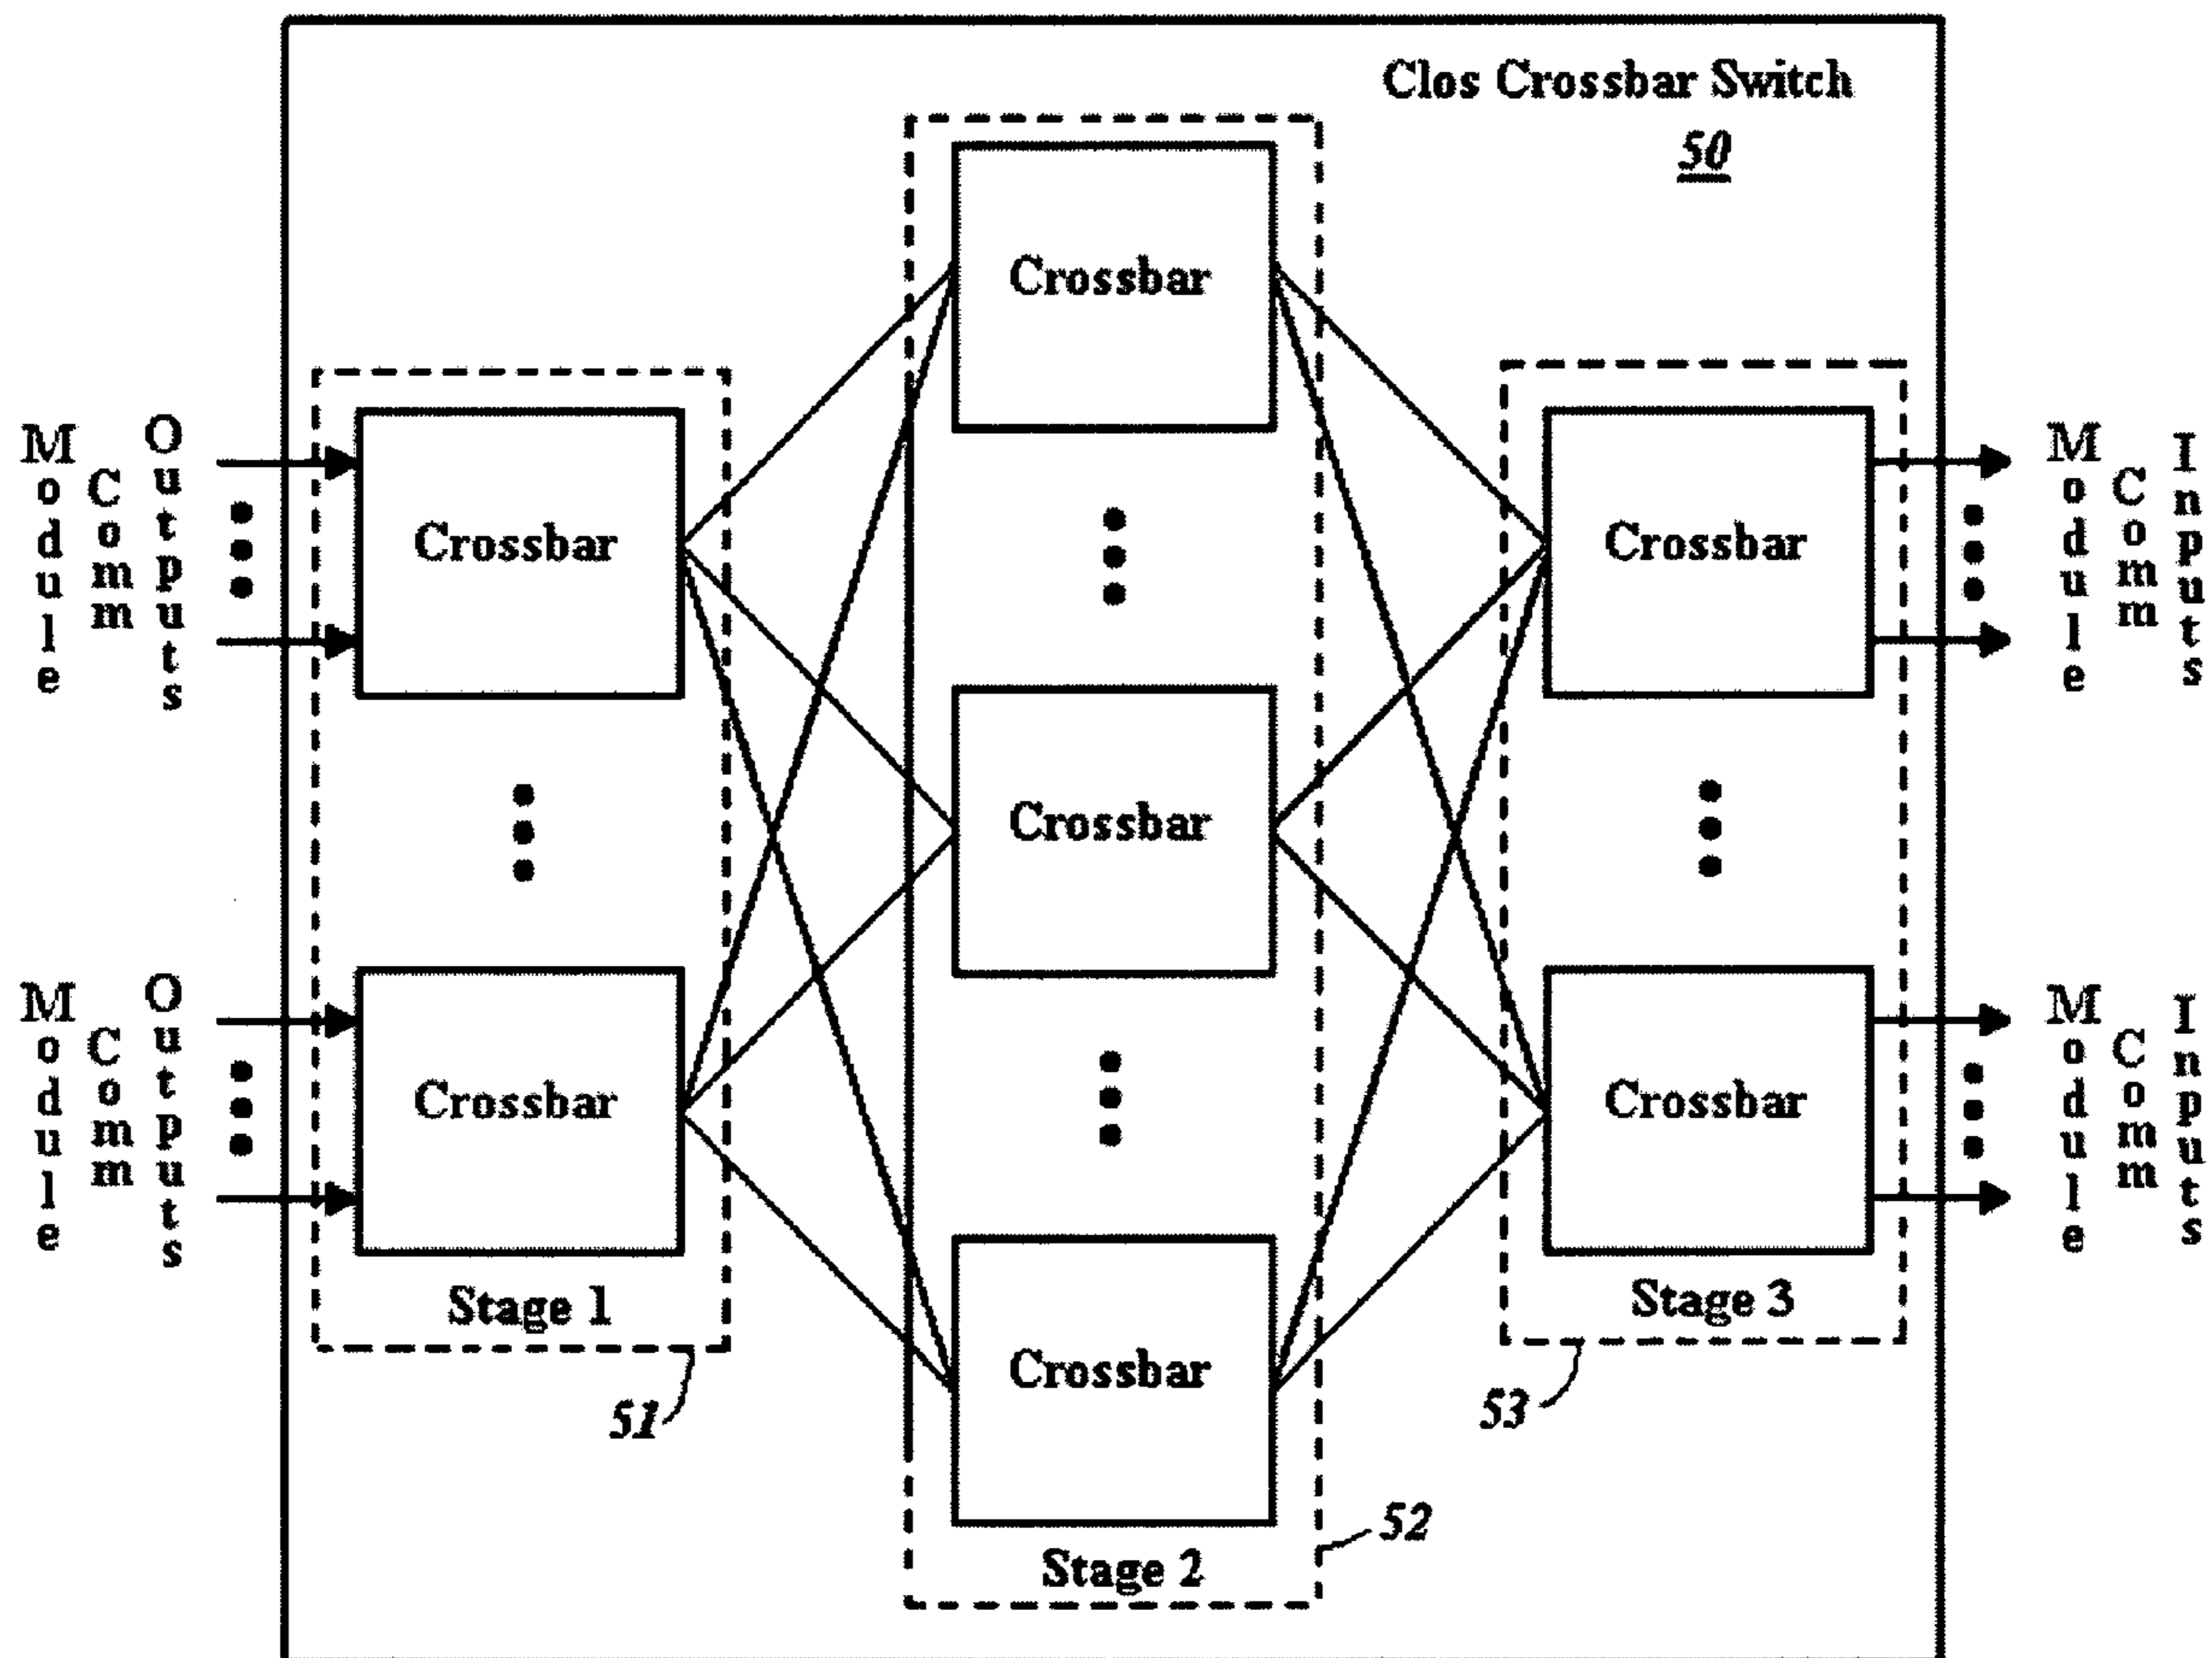 Clos Crossbar Switch
50
Crossbar
Module Comm Outputs
Crossbar
Crossbar
Module Comm Inputs
Crossbar
Module Comm Outputs
Crossbar
Crossbar
Module Comm Inputs
Stage 1
Stage 3
Crossbar
51
53
52
Stage 2